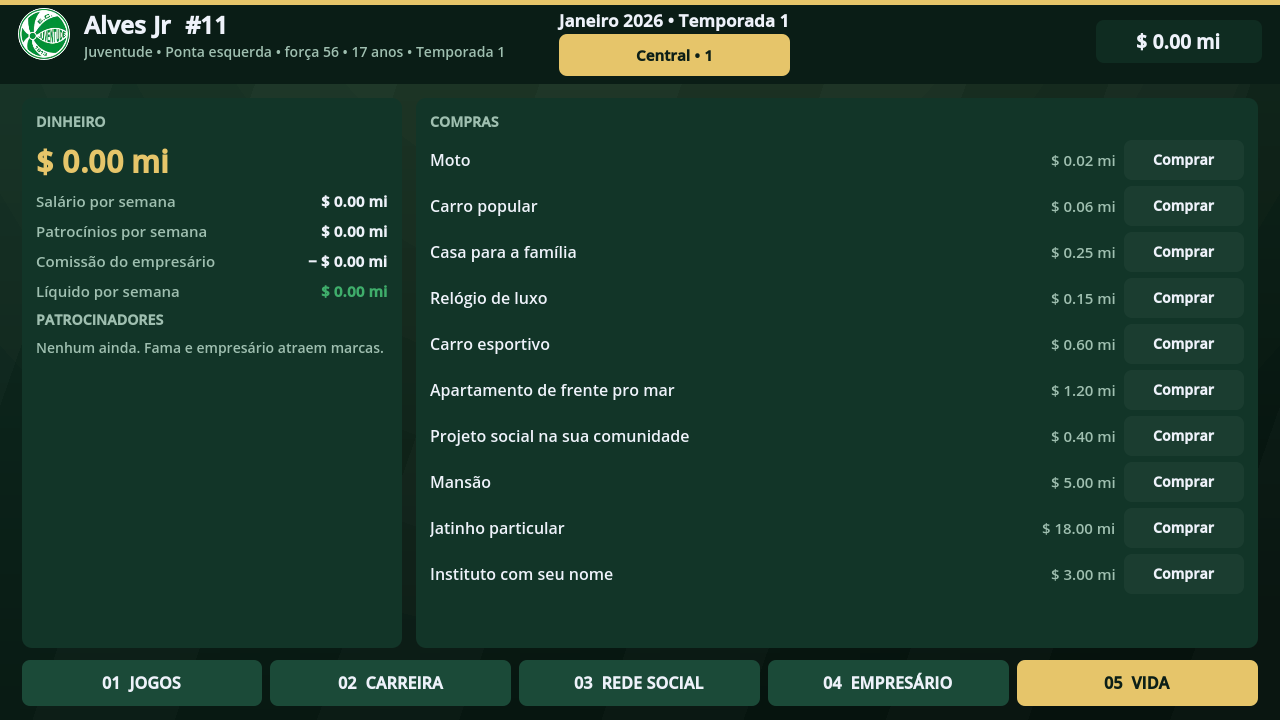 Alves Jr #11
Juventude • Ponta esquerda • força 56 • 17 anos • Temporada 1
Janeiro 2026 • Temporada 1
Central • 1
$ 0.00 mi
DINHEIRO
$ 0.00 mi
Salário por semana $ 0.00 mi
Patrocínios por semana $ 0.00 mi
Comissão do empresário – $ 0.00 mi
Líquido por semana $ 0.00 mi
PATROCINADORES
Nenhum ainda. Fama e empresário atraem marcas.
COMPRAS
Moto $ 0.02 mi Comprar
Carro popular $ 0.06 mi Comprar
Casa para a família $ 0.25 mi Comprar
Relógio de luxo $ 0.15 mi Comprar
Carro esportivo $ 0.60 mi Comprar
Apartamento de frente pro mar $ 1.20 mi Comprar
Projeto social na sua comunidade $ 0.40 mi Comprar
Mansão $ 5.00 mi Comprar
Jatinho particular $ 18.00 mi Comprar
Instituto com seu nome $ 3.00 mi Comprar
01 JOGOS
02 CARREIRA
03 REDE SOCIAL
04 EMPRESÁRIO
05 VIDA